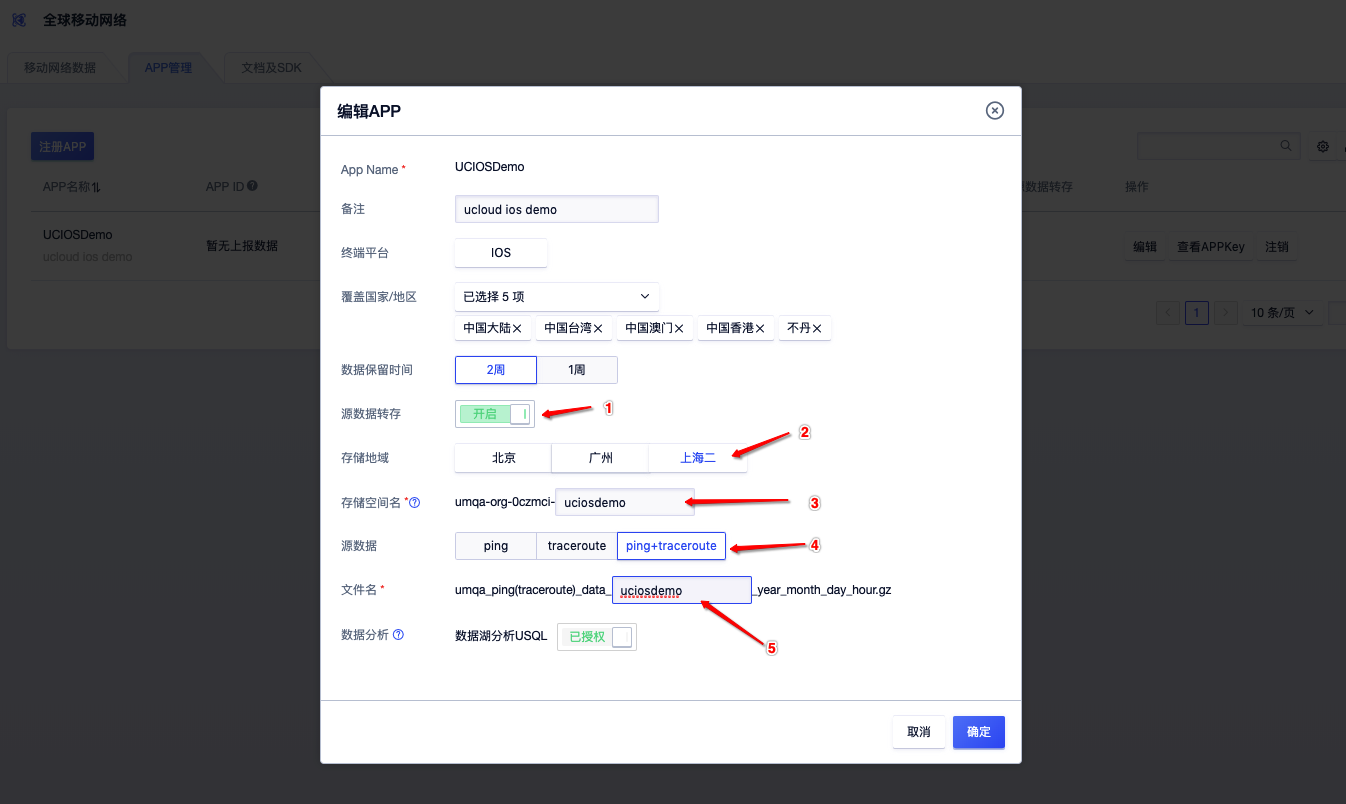 全球移动网络
移动网络数据 APP管理 文档及SDK
编辑APP
注册APP
APP名称 APP ID 数据转存 操作
UCIOSDemo
ucloud ios demo
暂无上报数据
编辑 查看APPKey 注销
1 10 条/页
App Name * UCIOSDemo
备注 ucloud ios demo
终端平台 IOS
覆盖国家/地区 已选择 5 项
中国大陆 中国台湾 中国澳门 中国香港 不丹
数据保留时间 2周 1周
源数据转存 开启 1
存储地域 北京 广州 上海二 2
存储空间名 * umqa-org-0czmci- uciosdemo 3
源数据 ping traceroute ping+traceroute 4
文件名 * umqa_ping(traceroute)_data_ uciosdemo _year_month_day_hour.gz
数据分析 数据湖分析USQL 已授权 5
取消 确定